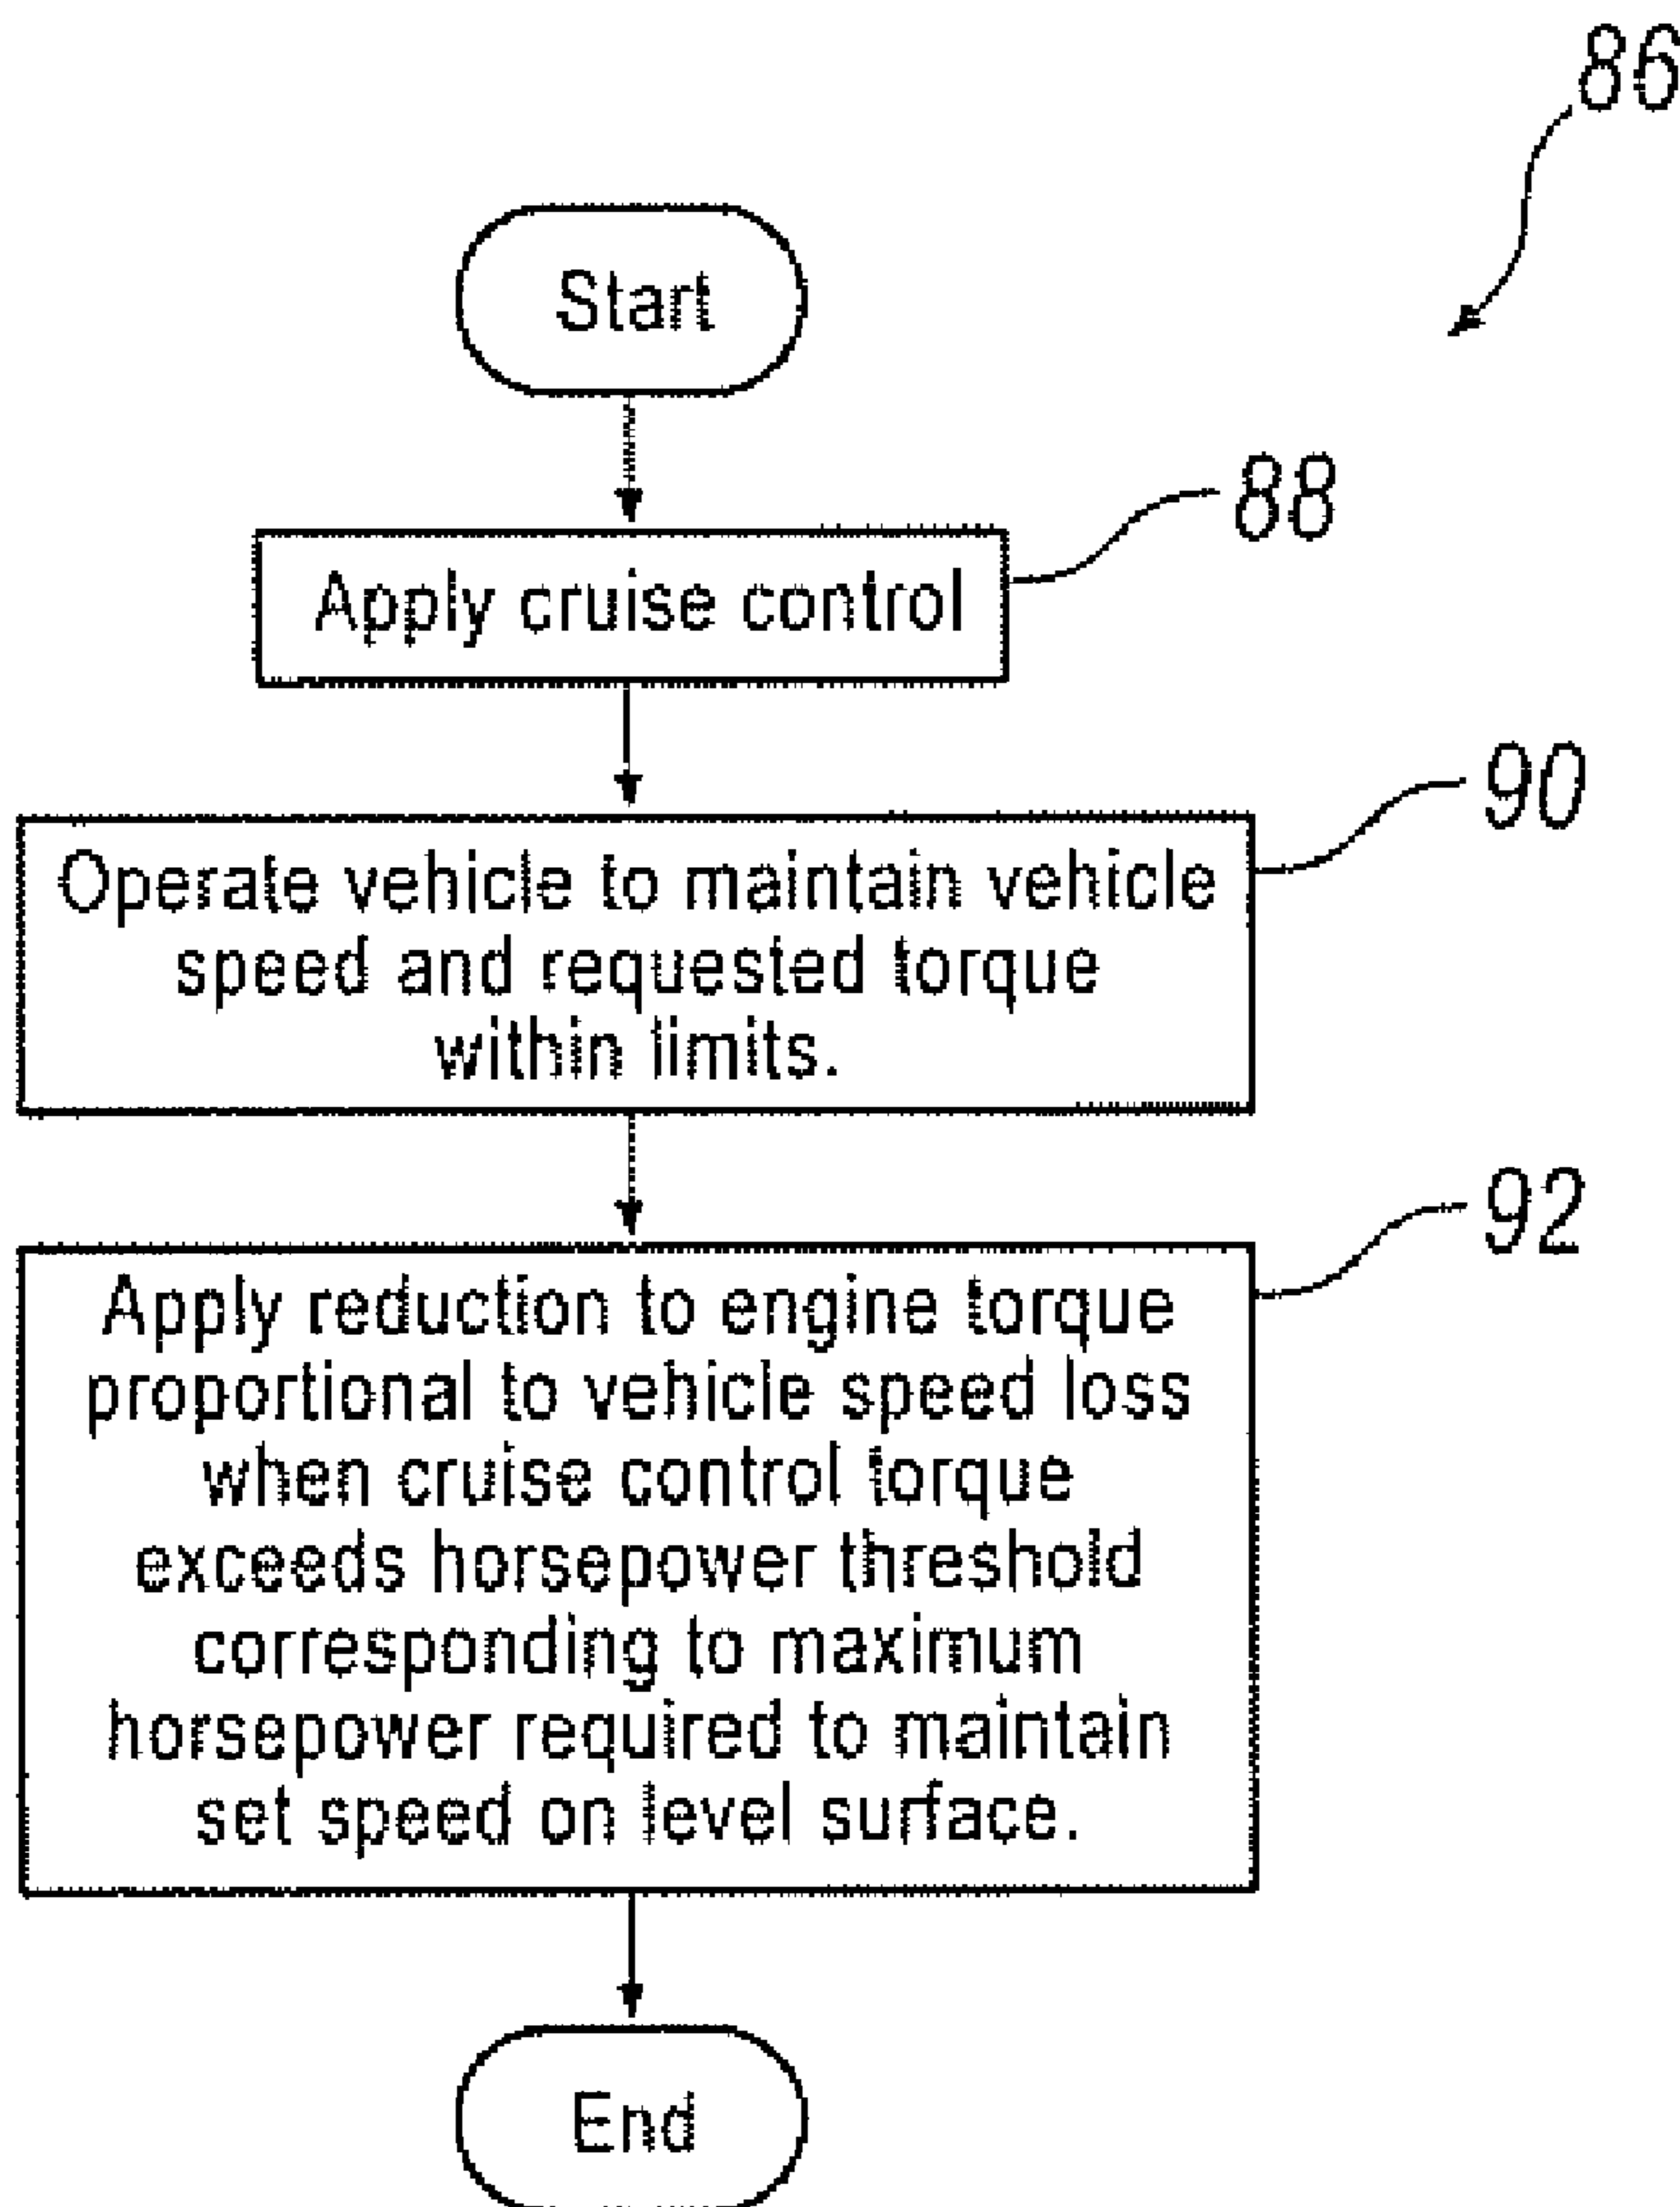 86
Start
88
Apply cruise control
90
Operate vehicle to maintain vehicle
speed and requested torque
within limits.
92
Apply reduction to engine torque
proportional to vehicle speed loss
when cruise control torque
exceeds horsepower threshold
corresponding to maximum
horsepower required to maintain
set speed on level surface.
End